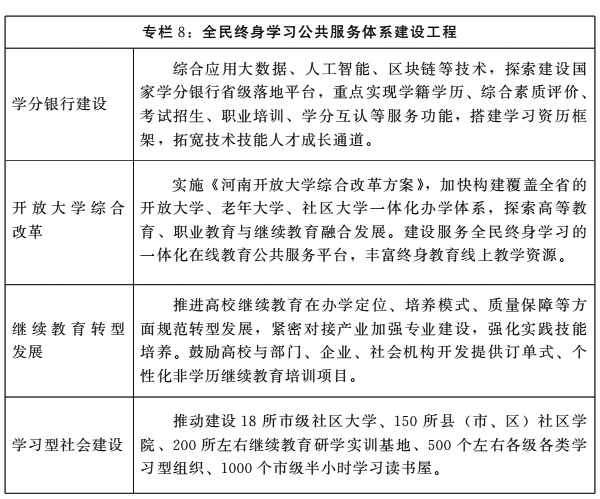 专栏 8：全民终身学习公共服务体系建设工程
学分银行建设
综合应用大数据、人工智能、区块链等技术，探索建设国
家学分银行省级落地平台，重点实现学籍学历、综合素质评价、
考试招生、职业培训、学分互认等服务功能，搭建学习资历框
架，拓宽技术技能人才成长通道。
开放大学综合
改革
实施《河南开放大学综合改革方案》，加快构建覆盖全省的
开放大学、老年大学、社区大学一体化办学体系，探索高等教
育、职业教育与继续教育融合发展。建设服务全民终身学习的
一体化在线教育公共服务平台，丰富终身教育线上教学资源。
继续教育转型
发展
推进高校继续教育在办学定位、培养模式、质量保障等方
面规范转型发展，紧密对接产业加强专业建设，强化实践技能
培养。鼓励高校与部门、企业、社会机构开发提供订单式、个
性化非学历继续教育培训项目。
学习型社会建设
推动建设 18 所市级社区大学、150 所县（市、区）社区学
院、200 所左右继续教育研学实训基地、500 个左右各级各类学
习型组织、1000 个市级半小时学习读书屋。